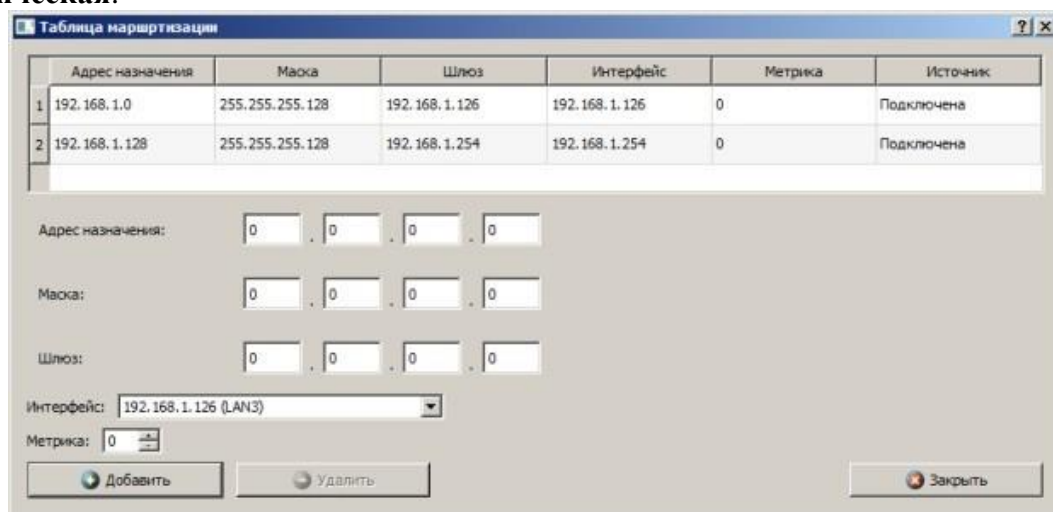 Таблица маршртизации
Адрес назначения Маска Шлюз Интерфейс Метрика Источник
1 192.168.1.0 255.255.255.128 192.168.1.126 192.168.1.126 0 Подключена
2 192.168.1.128 255.255.255.128 192.168.1.254 192.168.1.254 0 Подключена
Адрес назначения: 0 . 0 . 0 . 0
Маска: 0 . 0 . 0 . 0
Шлюз: 0 . 0 . 0 . 0
Интерфейс: 192.168.1.126 (LAN3)
Метрика: 0
Добавить Удалить Закрыть